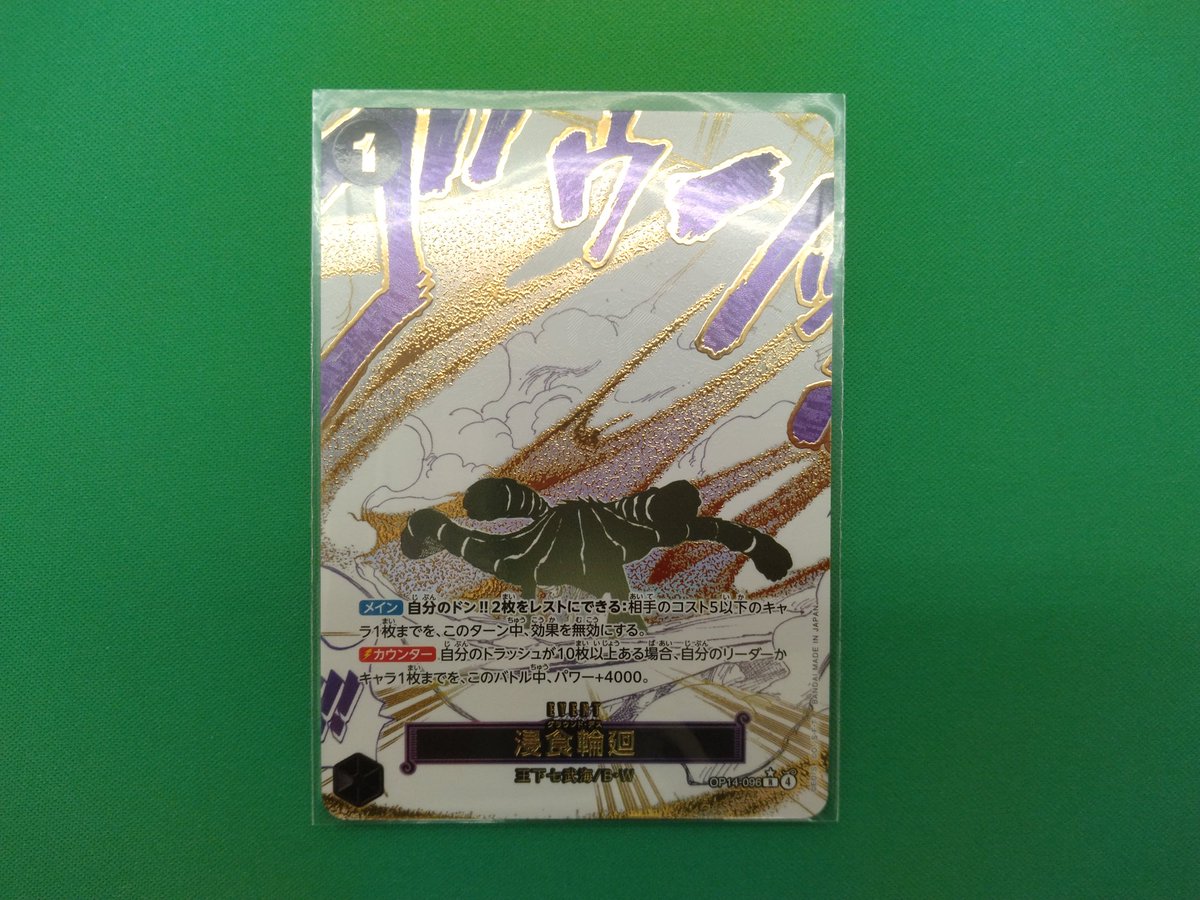 1
メイン 自分のドン!!2枚をレストにできる:相手のコスト5以下のキャ
ラ1枚までを、このターン中、効果を無効にする。
カウンター 自分のトラッシュが10枚以上ある場合、自分のリーダーか
キャラ1枚までを、このバトル中、パワー+4000。
EVENT
浸食輪廻
王下七武海/B・W
OP14-096 R 4
BANDAI MADE IN JAPAN